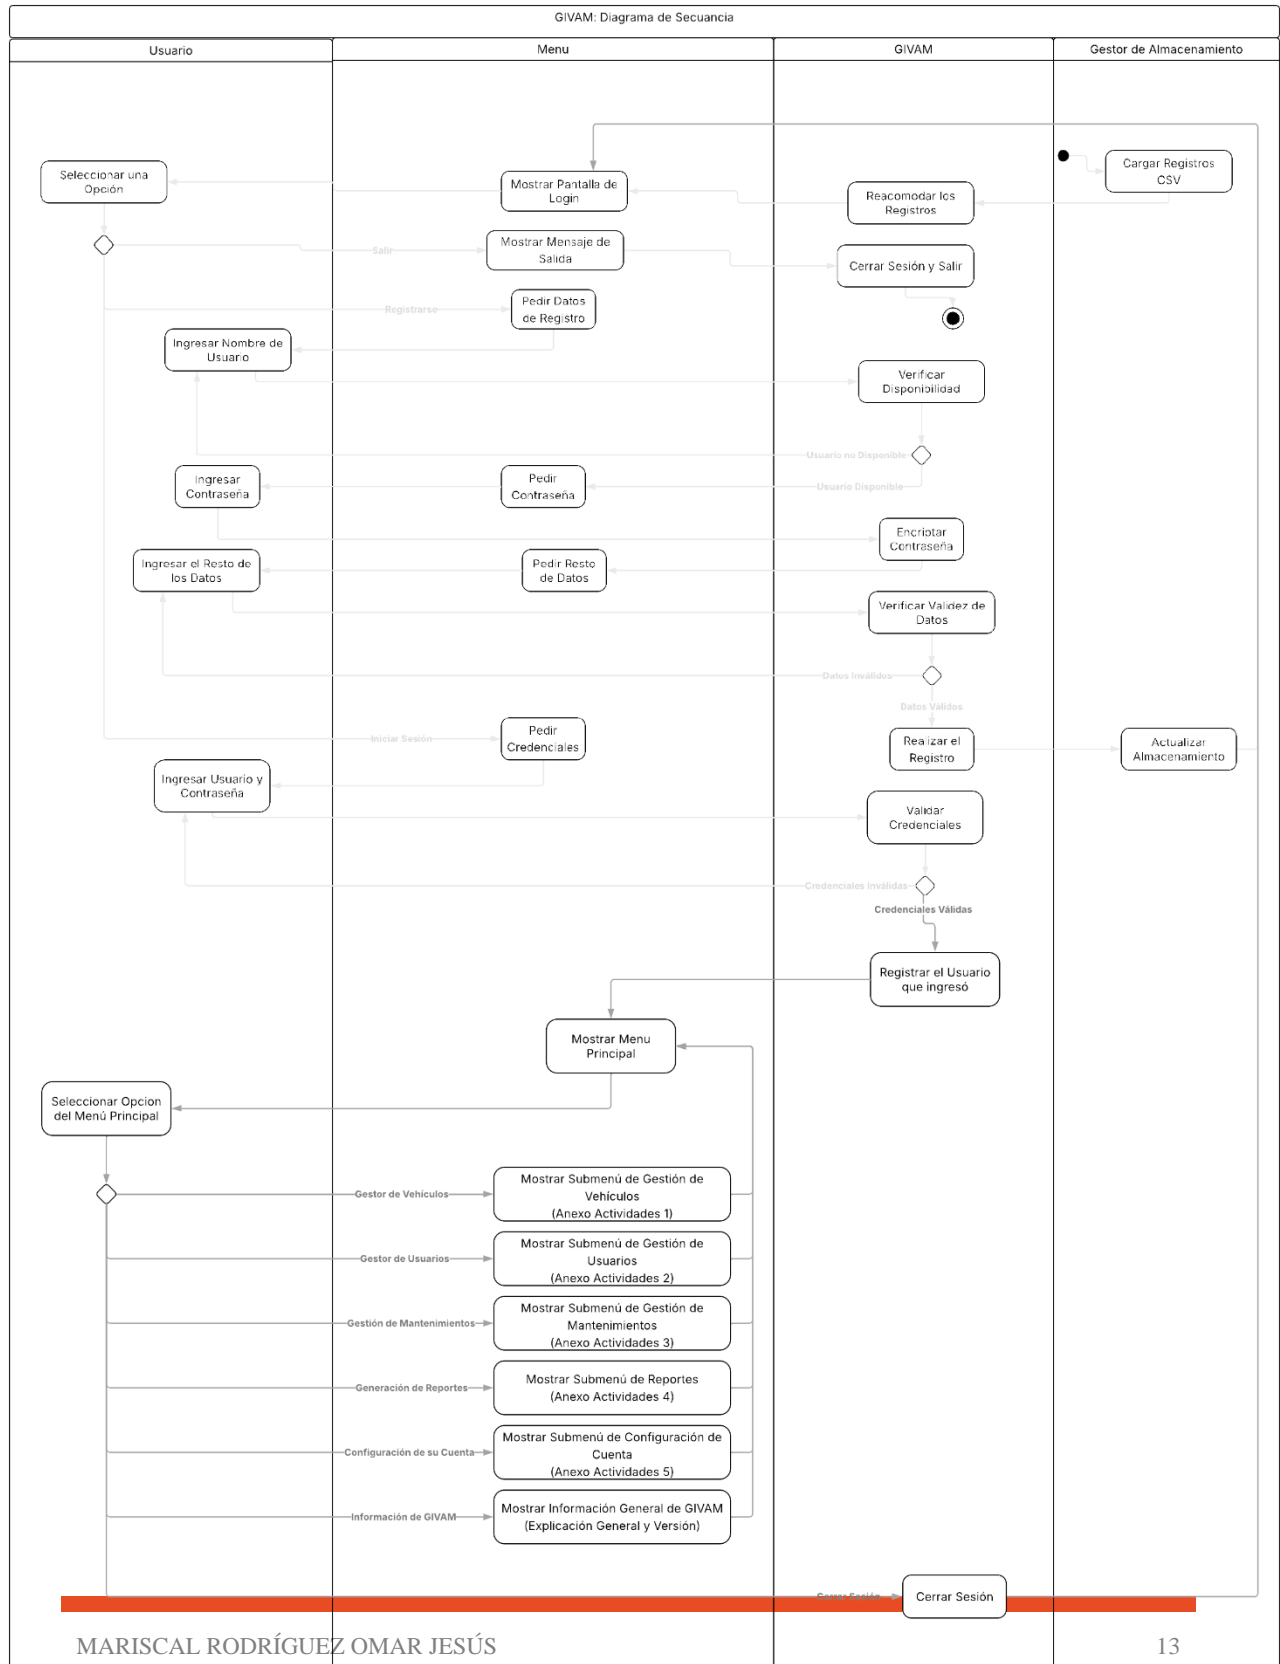 GIVAM: Diagrama de Secuancia
Usuario
Menu
GIVAM
Gestor de Almacenamiento
Seleccionar una
Opción
Mostrar Pantalla de
Login
Reacomodar los
Registros
Cargar Registros
CSV
Salir
Mostrar Mensaje de
Salida
Cerrar Sesión y Salir
Registrarse
Pedir Datos
de Registro
Ingresar Nombre de
Usuario
Verificar
Disponibilidad
Usuario no Disponible
Ingresar
Contraseña
Pedir
Contraseña
Usuario Disponible
Encriptar
Contraseña
Ingresar el Resto de
los Datos
Pedir Resto
de Datos
Verificar Validez de
Datos
Datos Inválidos
Datos Válidos
Iniciar Sesión
Pedir
Credenciales
Realizar el
Registro
Actualizar
Almacenamiento
Ingresar Usuario y
Contraseña
Validar
Credenciales
Credenciales Inválidas
Credenciales Válidas
Registrar el Usuario
que ingresó
Mostrar Menu
Principal
Seleccionar Opcion
del Menú Principal
Gestor de Vehículos
Mostrar Submenú de Gestión de
Vehículos
(Anexo Actividades 1)
Gestor de Usuarios
Mostrar Submenú de Gestión de
Usuarios
(Anexo Actividades 2)
Gestión de Mantenimientos
Mostrar Submenú de Gestión de
Mantenimientos
(Anexo Actividades 3)
Generación de Reportes
Mostrar Submenú de Reportes
(Anexo Actividades 4)
Configuración de su Cuenta
Mostrar Submenú de Configuración de
Cuenta
(Anexo Actividades 5)
Información de GIVAM
Mostrar Información General de GIVAM
(Explicación General y Versión)
Cerrar Sesión
Cerrar Sesión
MARISCAL RODRÍGUEZ OMAR JESÚS
13